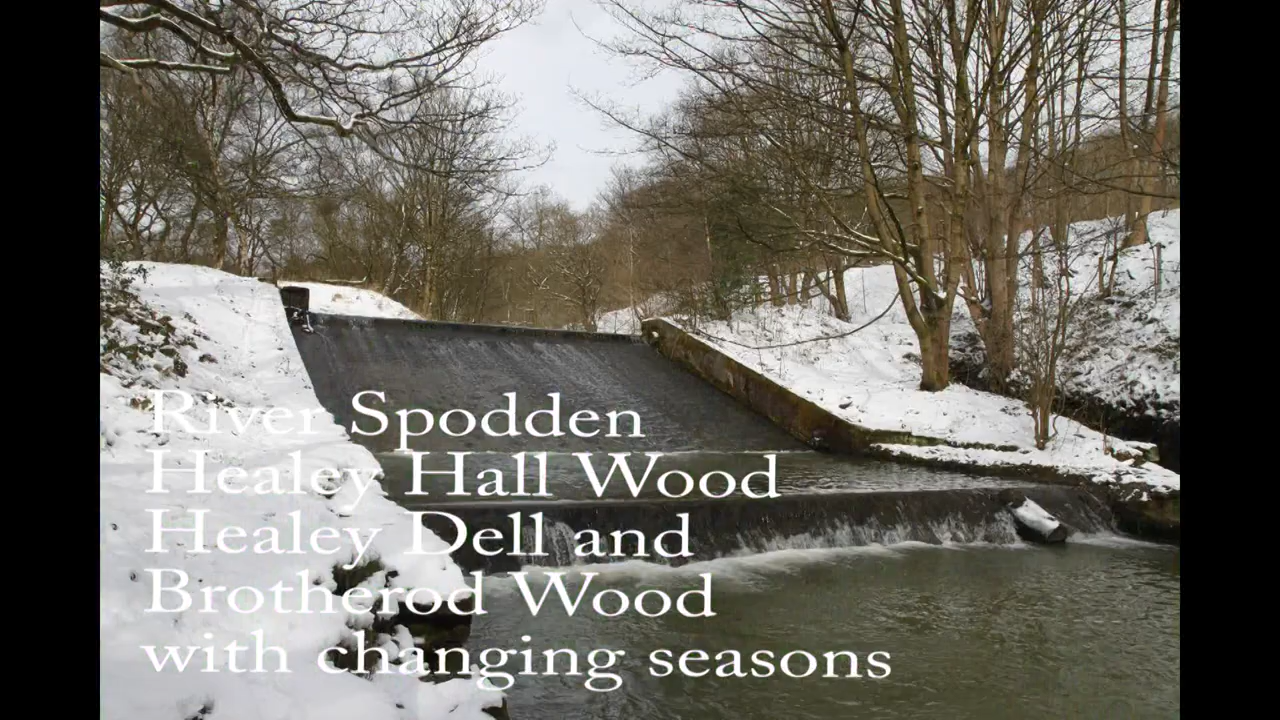 River Spodden
Healey Hall Wood
Healey Dell and
Brotherod Wood
with changing seasons